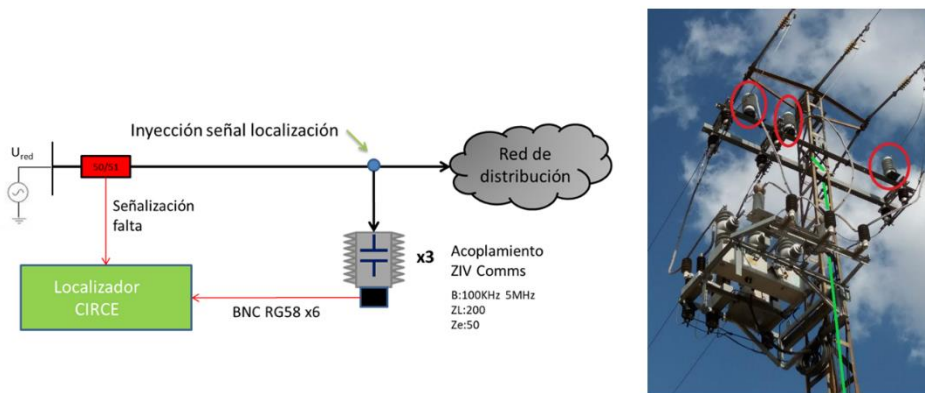 Inyección señal localización
U_red
50/51
Red de
distribución
Señalización
falta
x3
Acoplamiento
ZIV Comms
B:100KHz 5MHz
ZL:200
Ze:50
Localizador
CIRCE
BNC RG58 x6